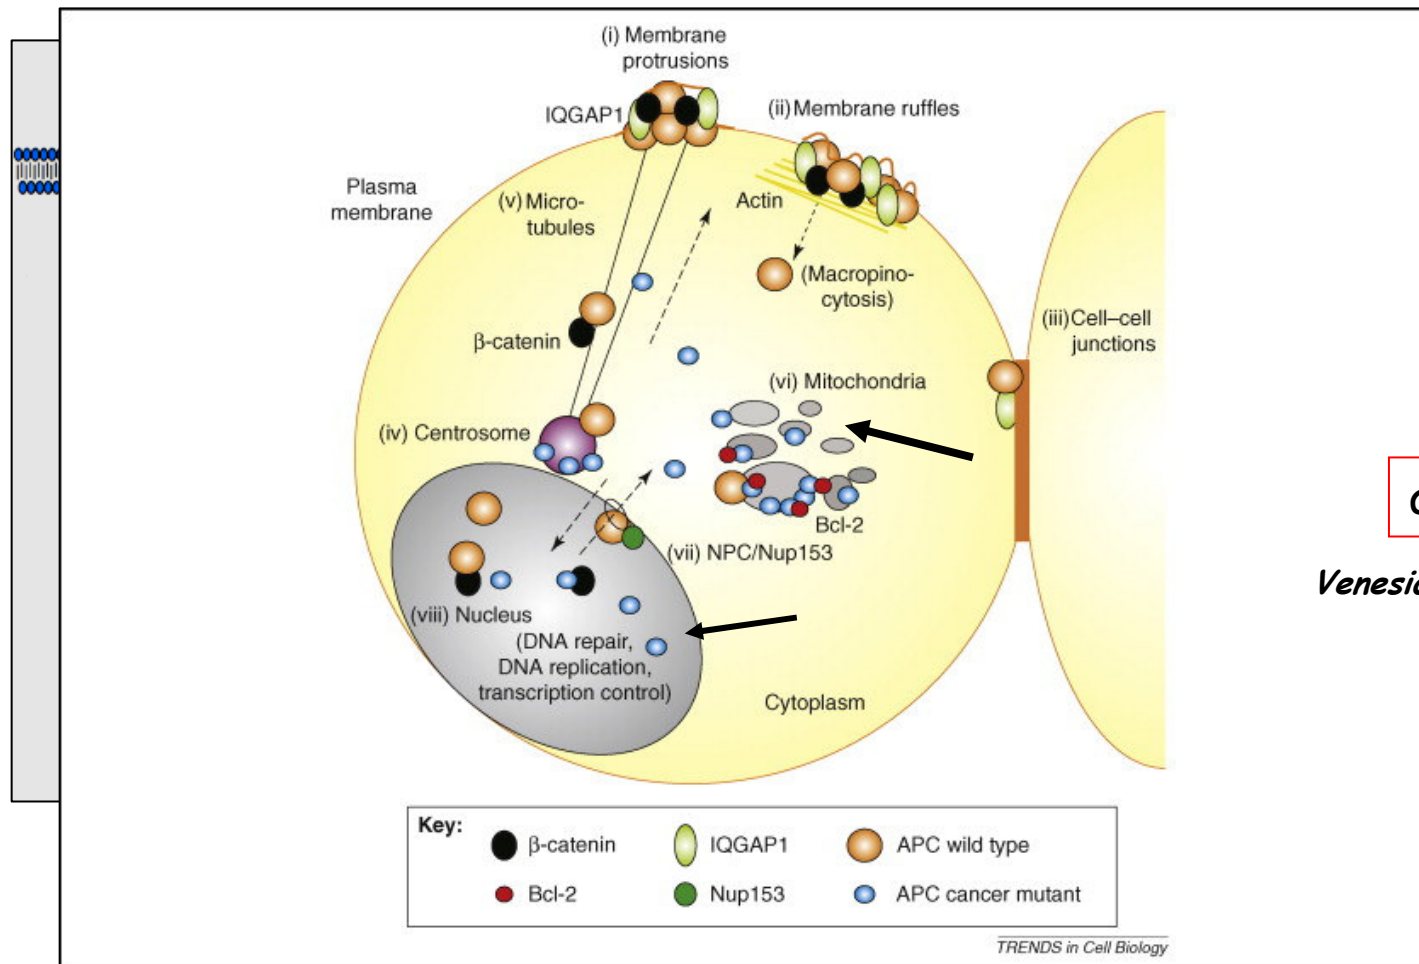 (i) Membrane
protrusions
IQGAP1
(ii) Membrane ruffles
Plasma
membrane
(v) Micro-
tubules
Actin
(Macropino-
cytosis)
(iii) Cell–cell
junctions
β-catenin
(vi) Mitochondria
(iv) Centrosome
Bcl-2
(vii) NPC/Nup153
(viii) Nucleus
(DNA repair,
DNA replication,
transcription control)
Cytoplasm
Key:
β-catenin
IQGAP1
APC wild type
Bcl-2
Nup153
APC cancer mutant
TRENDS in Cell Biology